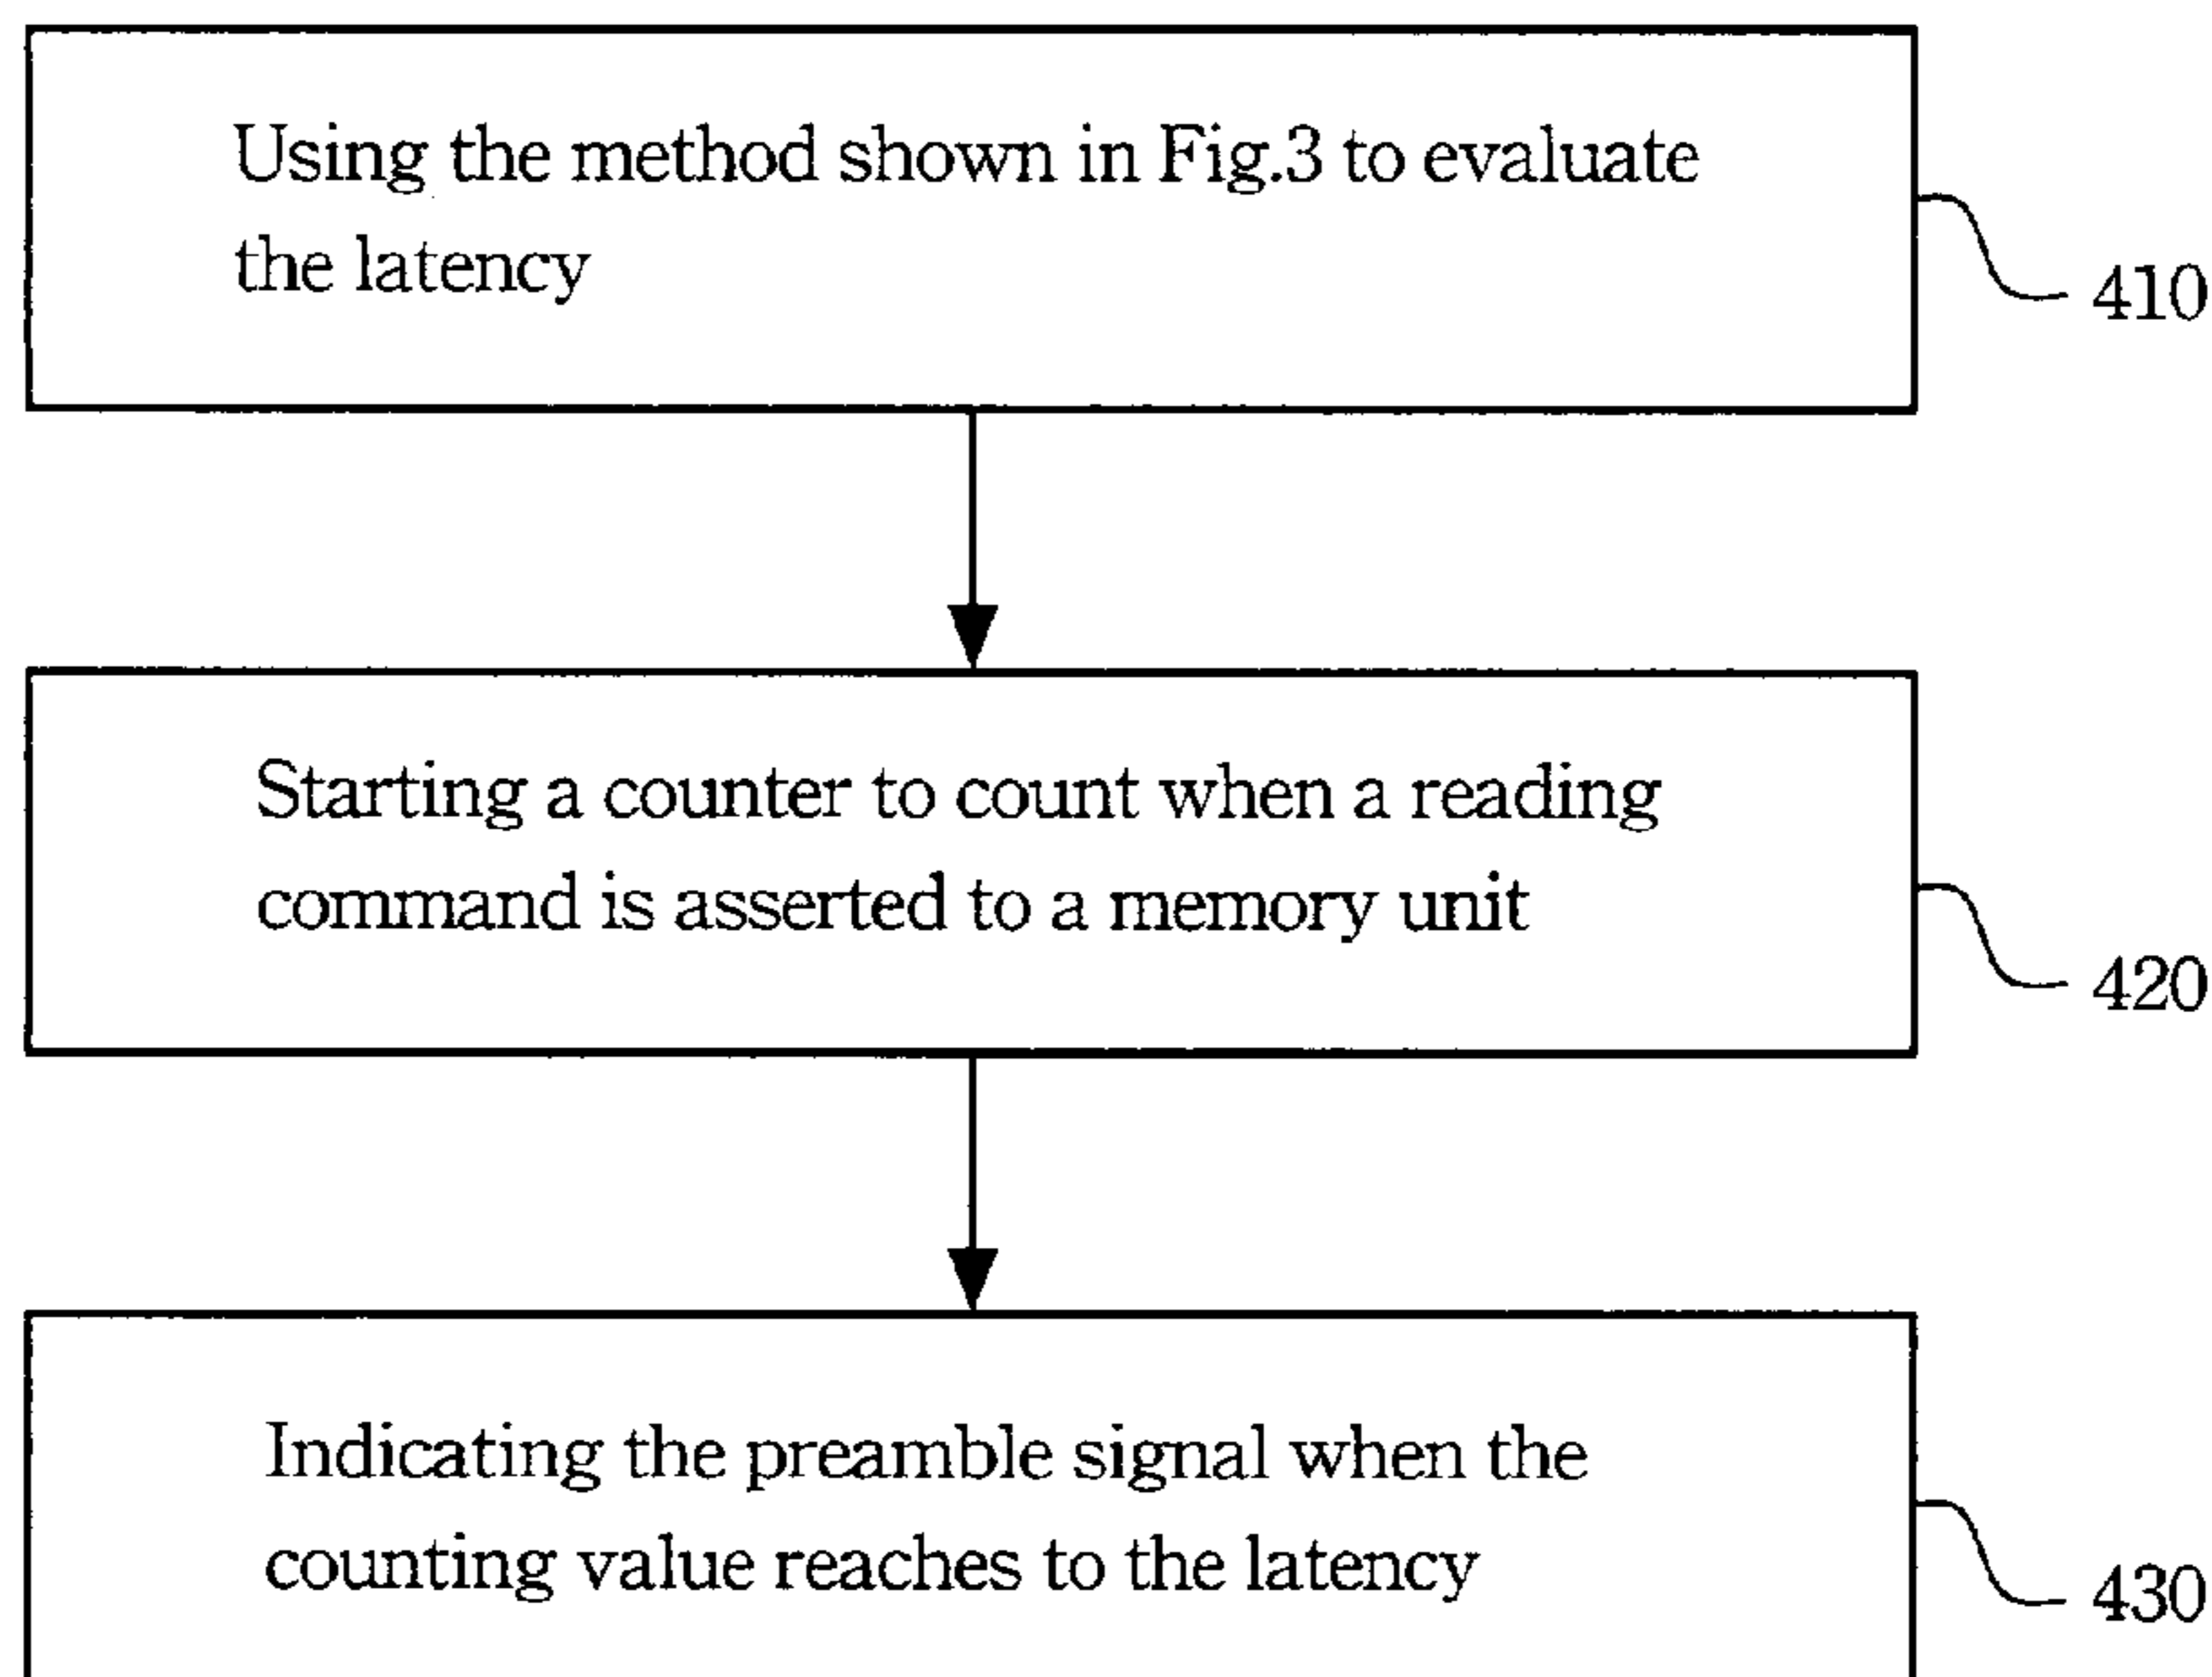 Using the method shown in Fig.3 to evaluate
the latency
410
Starting a counter to count when a reading
command is asserted to a memory unit
420
Indicating the preamble signal when the
counting value reaches to the latency
430